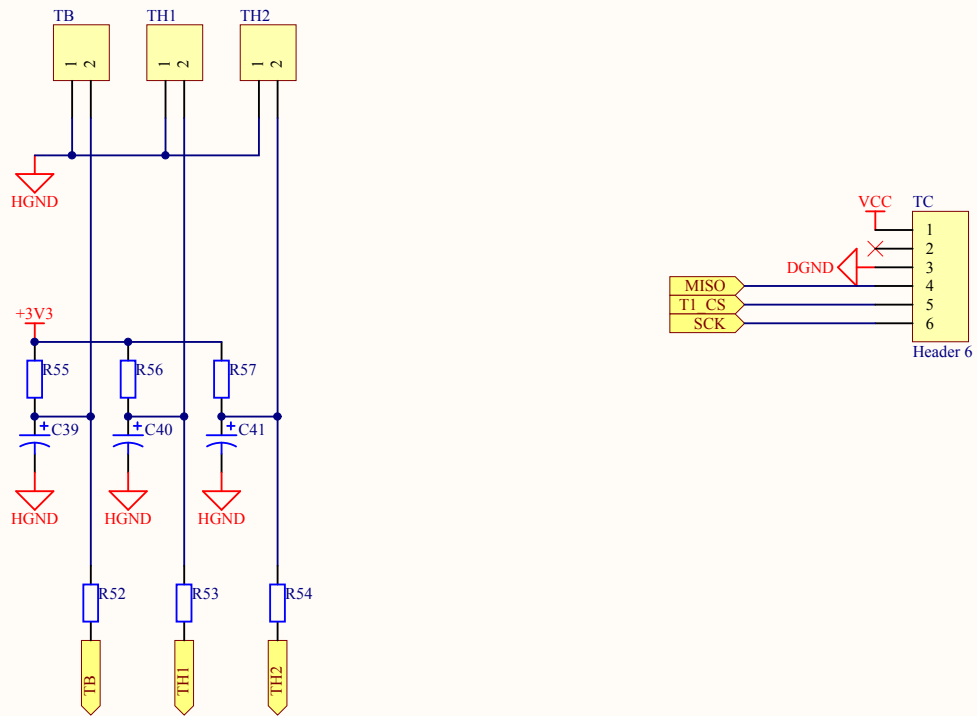 TB
TH1
TH2
1
2
1
2
1
2
HGND
VCC
TC
1
2
DGND
3
MISO
4
T1_CS
5
SCK
6
Header 6
+3V3
R55
R56
R57
+
C39
+
C40
+
C41
HGND
HGND
HGND
R52
R53
R54
TB
TH1
TH2